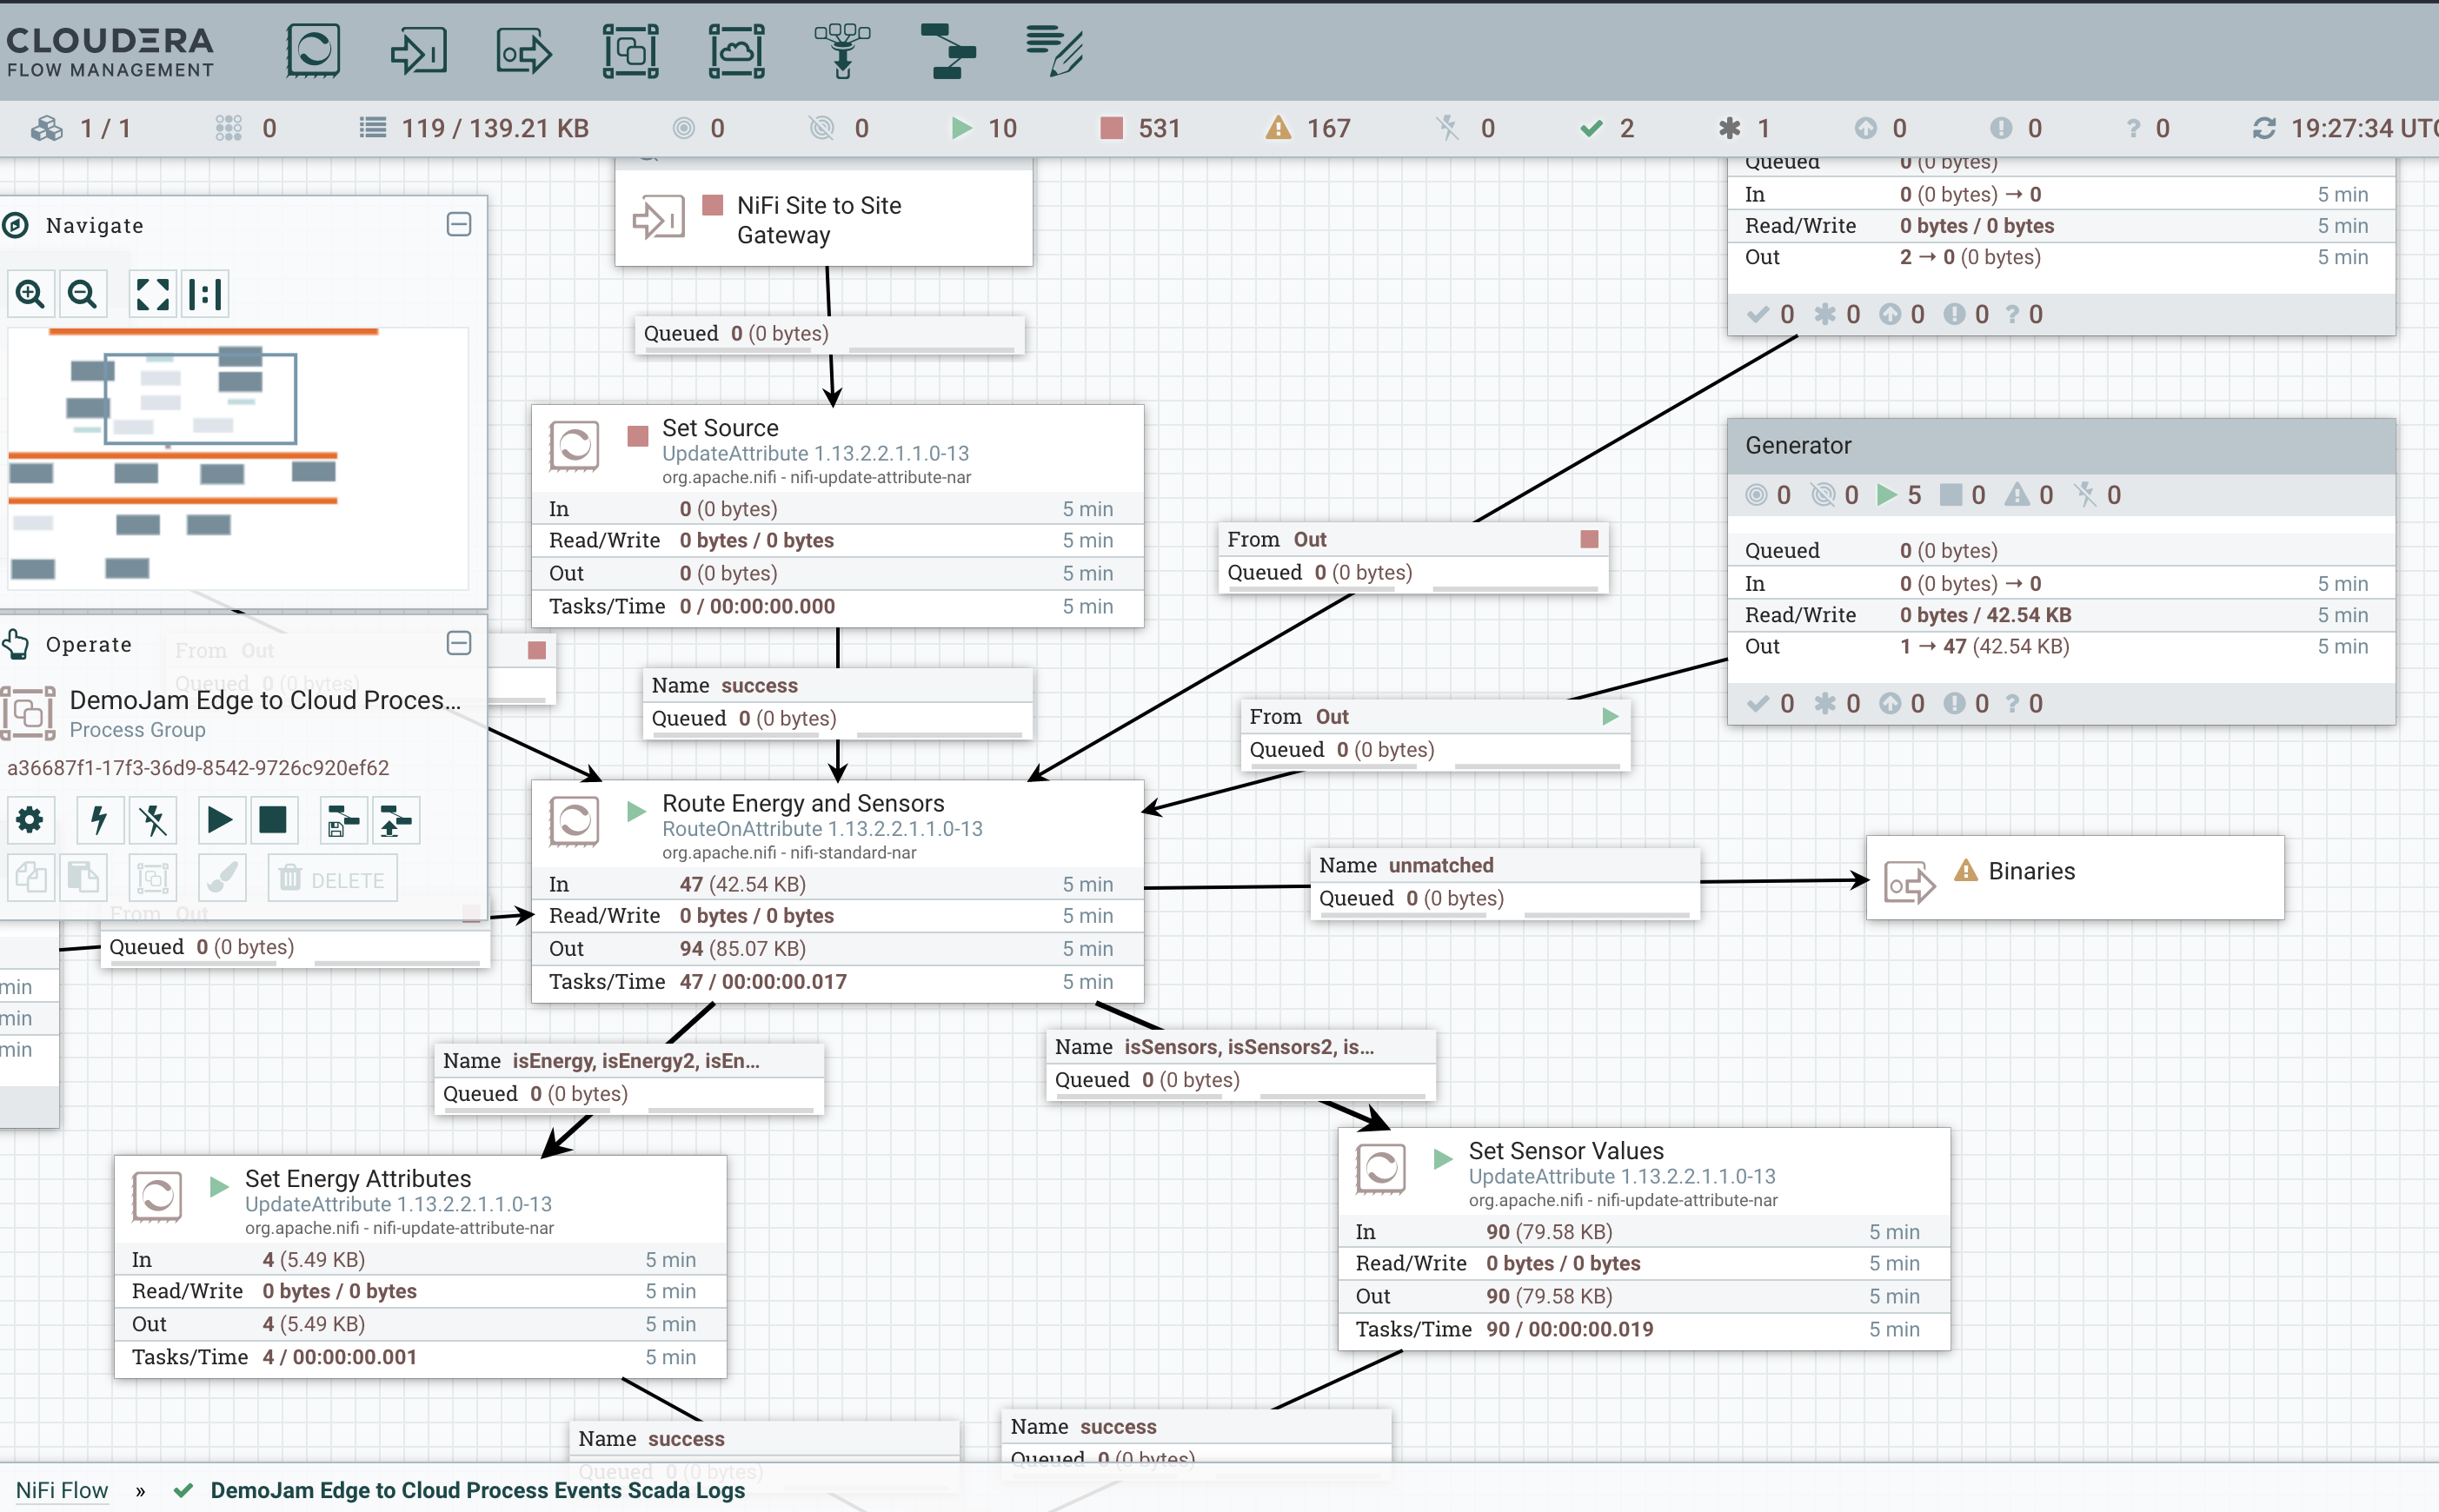 CLOUDERA
FLOW MANAGEMENT
1 / 1
0
119 / 139.21 KB
0
0
10
531
167
0
2
1
0
0
? 0
19:27:34 UTC
NiFi Site to Site
Gateway
Queued 0 (0 bytes)
Queued 0 (0 bytes)
In 0 (0 bytes) → 0 5 min
Read/Write 0 bytes / 0 bytes 5 min
Out 2 → 0 (0 bytes) 5 min
0 0 0 0 ? 0
Navigate
Set Source
UpdateAttribute 1.13.2.2.1.1.0-13
org.apache.nifi - nifi-update-attribute-nar
In 0 (0 bytes) 5 min
Read/Write 0 bytes / 0 bytes 5 min
Out 0 (0 bytes) 5 min
Tasks/Time 0 / 00:00:00.000 5 min
Generator
0 0 5 0 0 0
Queued 0 (0 bytes)
In 0 (0 bytes) → 0 5 min
Read/Write 0 bytes / 42.54 KB 5 min
Out 1 → 47 (42.54 KB) 5 min
0 0 0 0 ? 0
From Out
Queued 0 (0 bytes)
Operate
From Out
Queued 0 (0 bytes)
DemoJam Edge to Cloud Proces...
Process Group
a36687f1-17f3-36d9-8542-9726c920ef62
DELETE
Name success
Queued 0 (0 bytes)
From Out
Queued 0 (0 bytes)
From Out
Queued 0 (0 bytes)
min
min
min
Route Energy and Sensors
RouteOnAttribute 1.13.2.2.1.1.0-13
org.apache.nifi - nifi-standard-nar
In 47 (42.54 KB) 5 min
Read/Write 0 bytes / 0 bytes 5 min
Out 94 (85.07 KB) 5 min
Tasks/Time 47 / 00:00:00.017 5 min
Name unmatched
Queued 0 (0 bytes)
Binaries
Name isEnergy, isEnergy2, isEn...
Queued 0 (0 bytes)
Name isSensors, isSensors2, is...
Queued 0 (0 bytes)
Set Energy Attributes
UpdateAttribute 1.13.2.2.1.1.0-13
org.apache.nifi - nifi-update-attribute-nar
In 4 (5.49 KB) 5 min
Read/Write 0 bytes / 0 bytes 5 min
Out 4 (5.49 KB) 5 min
Tasks/Time 4 / 00:00:00.001 5 min
Set Sensor Values
UpdateAttribute 1.13.2.2.1.1.0-13
org.apache.nifi - nifi-update-attribute-nar
In 90 (79.58 KB) 5 min
Read/Write 0 bytes / 0 bytes 5 min
Out 90 (79.58 KB) 5 min
Tasks/Time 90 / 00:00:00.019 5 min
Name success
Queued 0 (0 bytes)
Name success
Queued 0 (0 bytes)
NiFi Flow » DemoJam Edge to Cloud Process Events Scada Logs